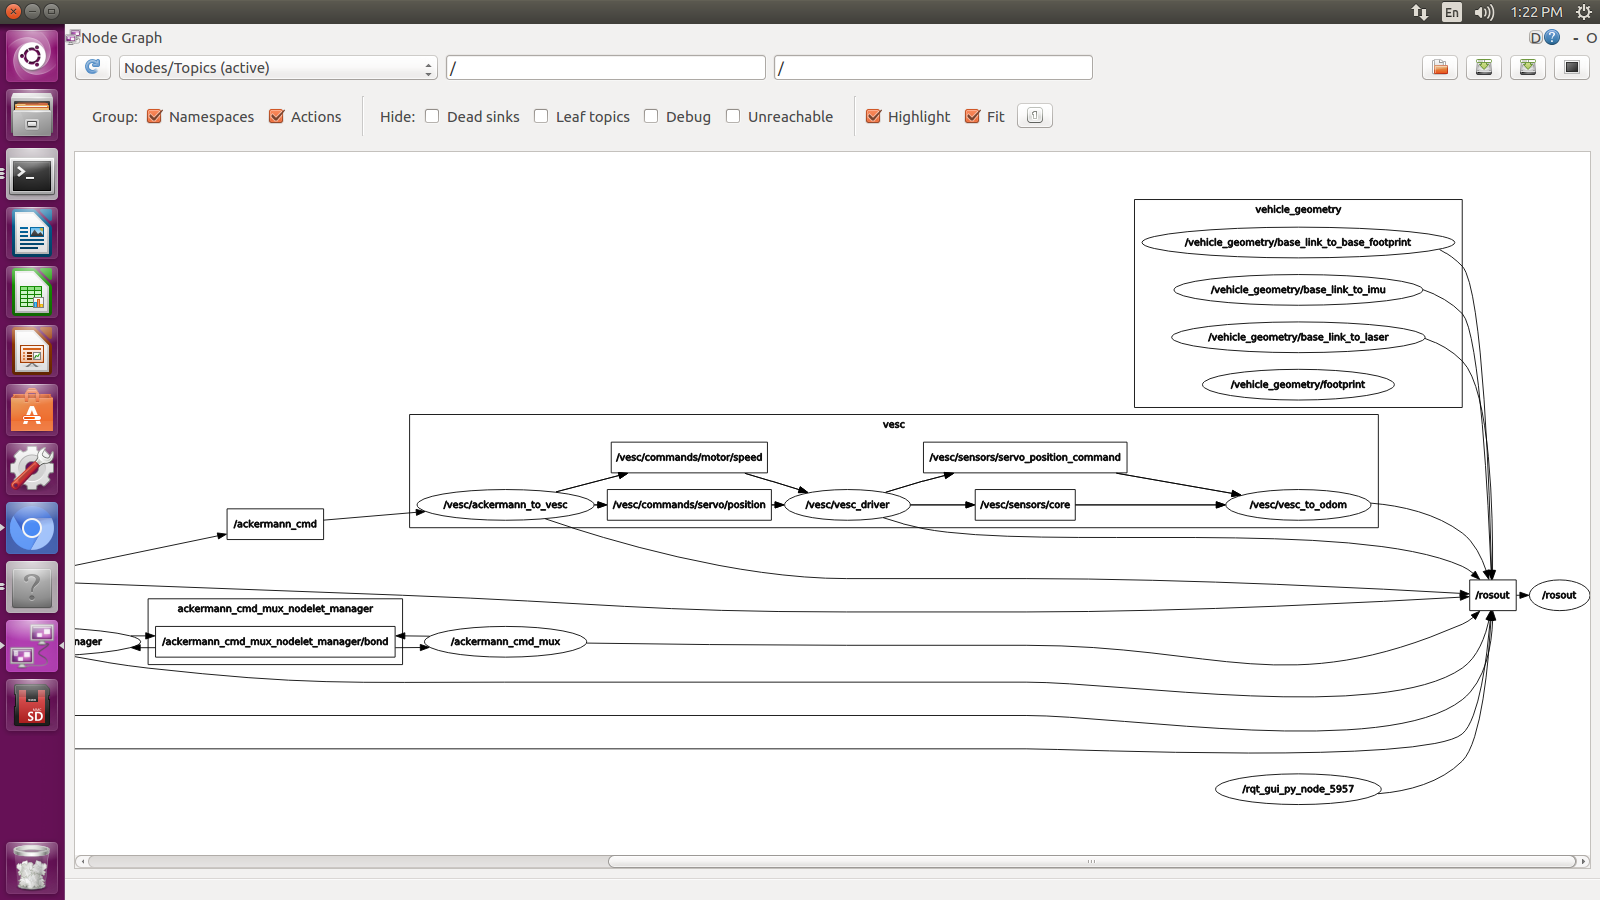 En
1:22 PM
Node Graph
D
?
- O
Nodes/Topics (active)
/
/
Group:
Namespaces
Actions
Hide:
Dead sinks
Leaf topics
Debug
Unreachable
Highlight
Fit
vehicle_geometry
/vehicle_geometry/base_link_to_base_footprint
/vehicle_geometry/base_link_to_imu
/vehicle_geometry/base_link_to_laser
/vehicle_geometry/footprint
vesc
/vesc/commands/motor/speed
/vesc/sensors/servo_position_command
/vesc/ackermann_to_vesc
/vesc/commands/servo/position
/vesc/vesc_driver
/vesc/sensors/core
/vesc/vesc_to_odom
/ackermann_cmd
/rosout
/rosout
ackermann_cmd_mux_nodelet_manager
nager
/ackermann_cmd_mux_nodelet_manager/bond
/ackermann_cmd_mux
SD
/rqt_gui_py_node_5957